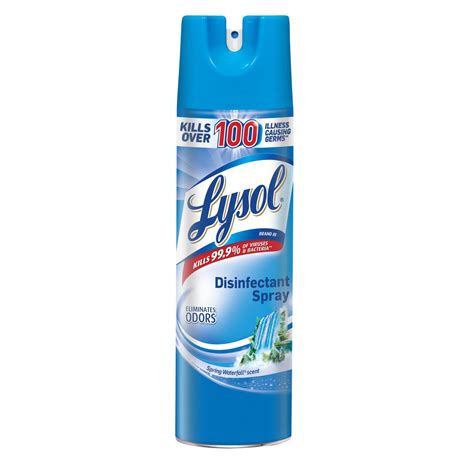 KILLS OVER 100 ILLNESS CAUSING GERMS**
Lysol®
BRAND III
KILLS 99.9% OF VIRUSES & BACTERIA**
Disinfectant
Spray
ELIMINATES
ODORS
Spring Waterfall® scent